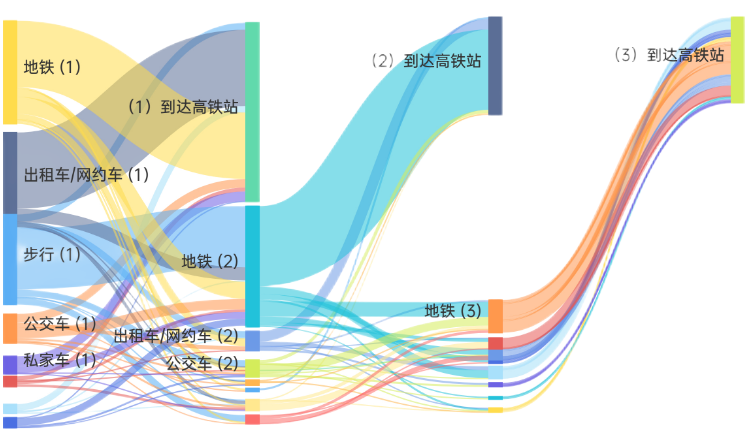 地铁 (1)
（1）到达高铁站
出租车/网约车 (1)
步行 (1)
公交车 (1)
私家车 (1)
地铁 (2)
出租车/网约车 (2)
公交车 (2)
（2）到达高铁站
地铁 (3)
（3）到达高铁站